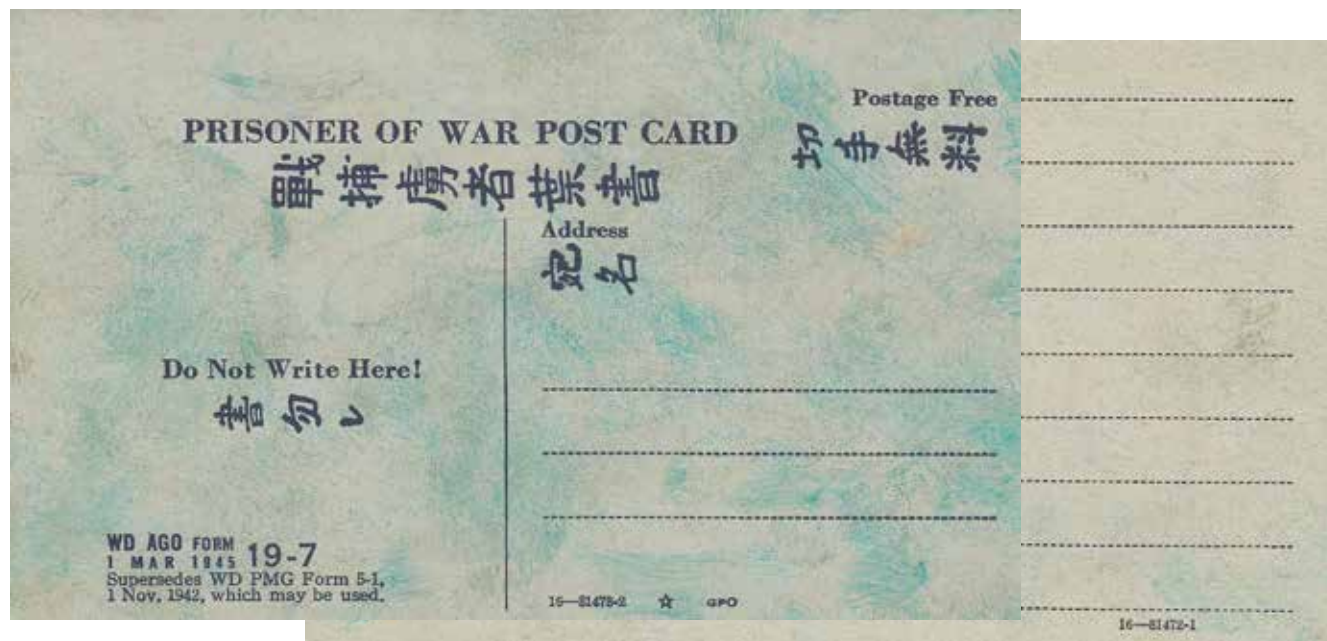 Postage Free
切手無料
PRISONER OF WAR POST CARD
戰捕虜者葉書
Address
宛名
Do Not Write Here!
書勿レ
WD AGO FORM 19-7
1 MAR 1945
Supersedes WD PMG Form 5-1,
1 Nov. 1942, which may be used.
16—81472-2 ☆ GPO
16—81472-1